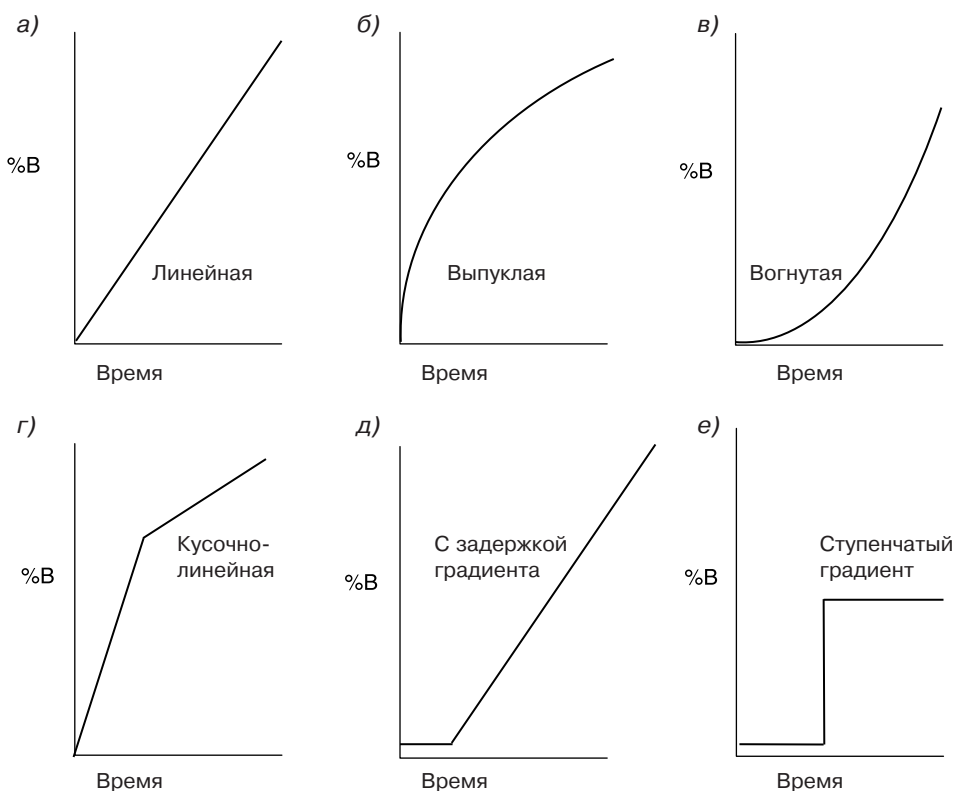 а)
%B
Линейная
Время
б)
%B
Выпуклая
Время
в)
%B
Вогнутая
Время
г)
%B
Кусочно-
линейная
Время
д)
%B
С задержкой
градиента
Время
е)
%B
Ступенчатый
градиент
Время